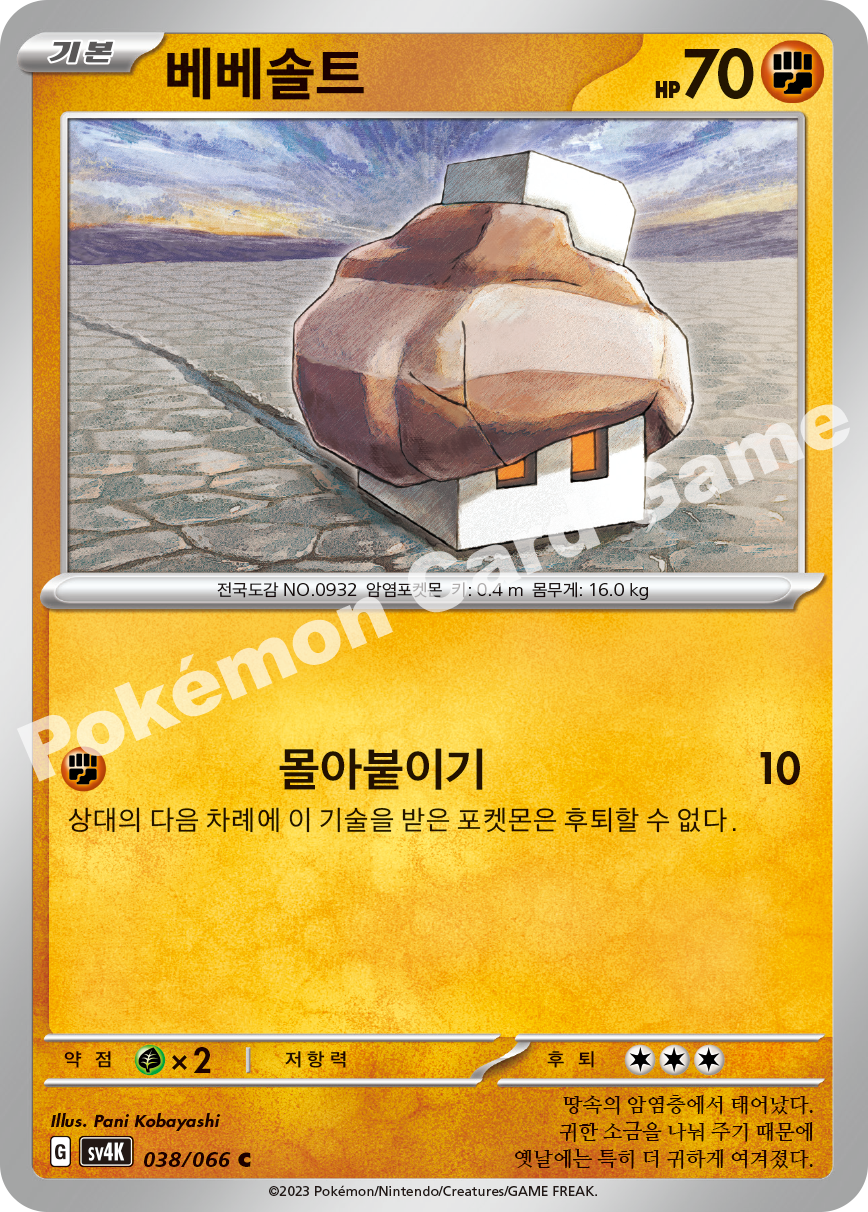 기본
베베솔트
HP 70
전국도감 NO.0932 암염포켓몬 키: 0.4 m 몸무게: 16.0 kg
Pokémon Card Game
몰아붙이기 10
상대의 다음 차례에 이 기술을 받은 포켓몬은 후퇴할 수 없다.
약점 ×2 저항력 후퇴
땅속의 암염층에서 태어났다.
귀한 소금을 나눠 주기 때문에
옛날에는 특히 더 귀하게 여겨졌다.
Illus. Pani Kobayashi
G sv4K 038/066 C
©2023 Pokémon/Nintendo/Creatures/GAME FREAK.